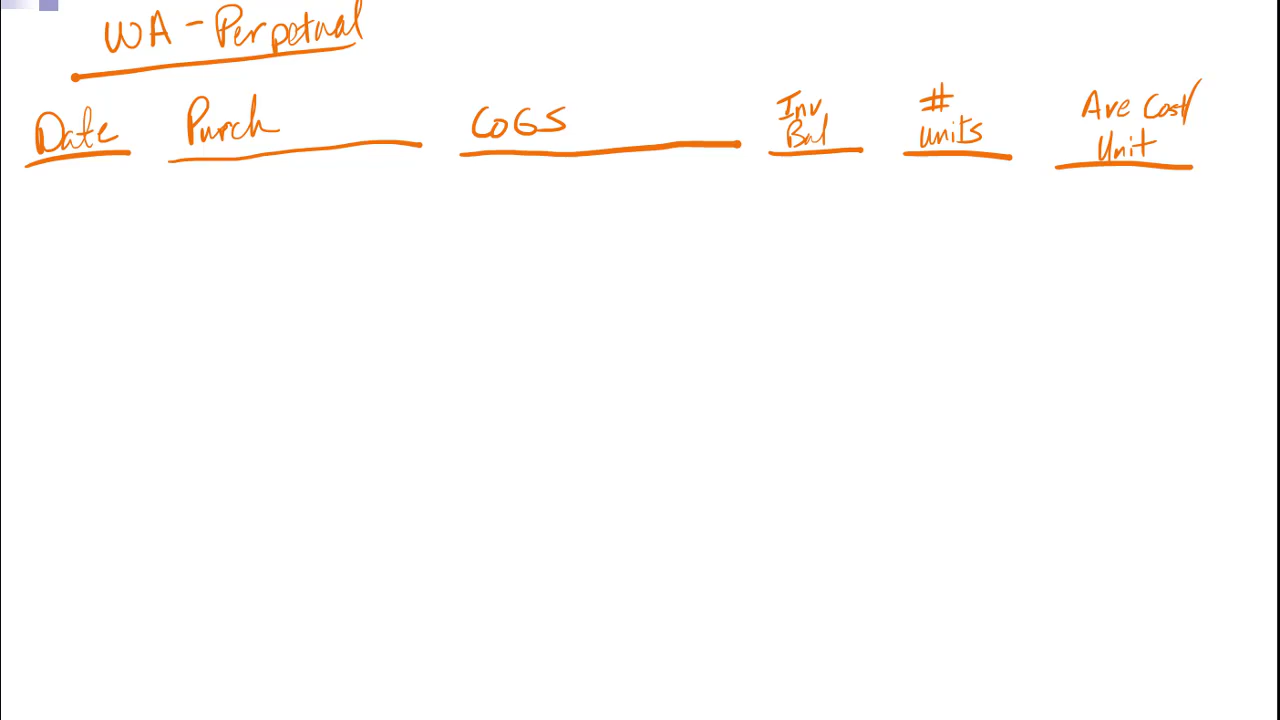 WA - Perpetual
Date Purch COGS Inv Bal # units Ave Cost/ Unit